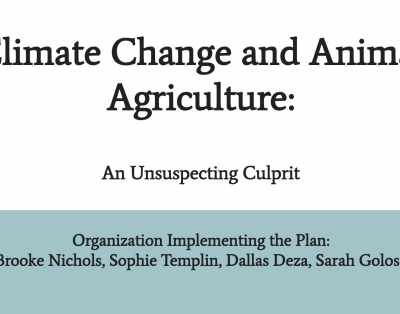 Climate Change and Anima
Agriculture:
An Unsuspecting Culprit
Organization Implementing the Plan:
Brooke Nichols, Sophie Templin, Dallas Deza, Sarah Golos